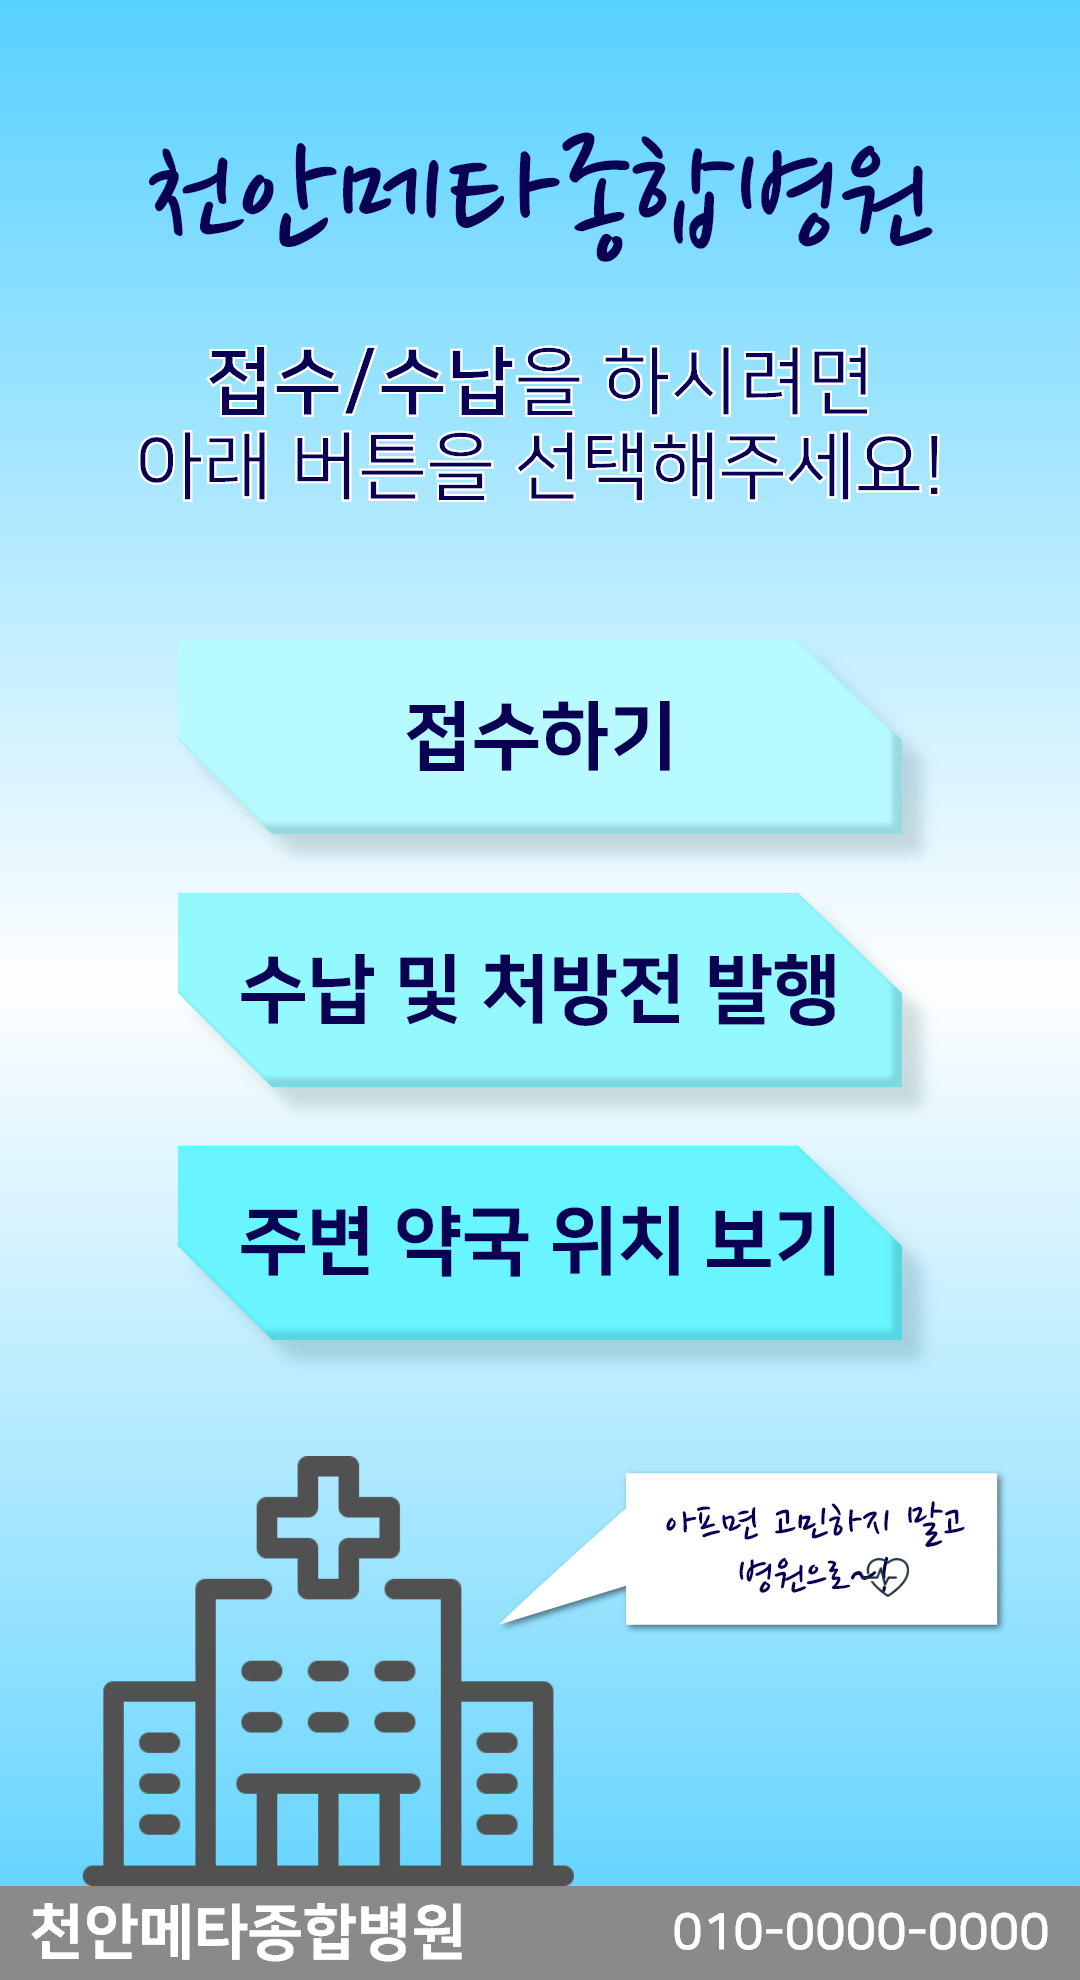 천안메타종합병원
접수/수납을 하시려면
아래 버튼을 선택해주세요!
접수하기
수납 및 처방전 발행
주변 약국 위치 보기
아프면 고민하지 말고
병원으로~!
천안메타종합병원
010-0000-0000